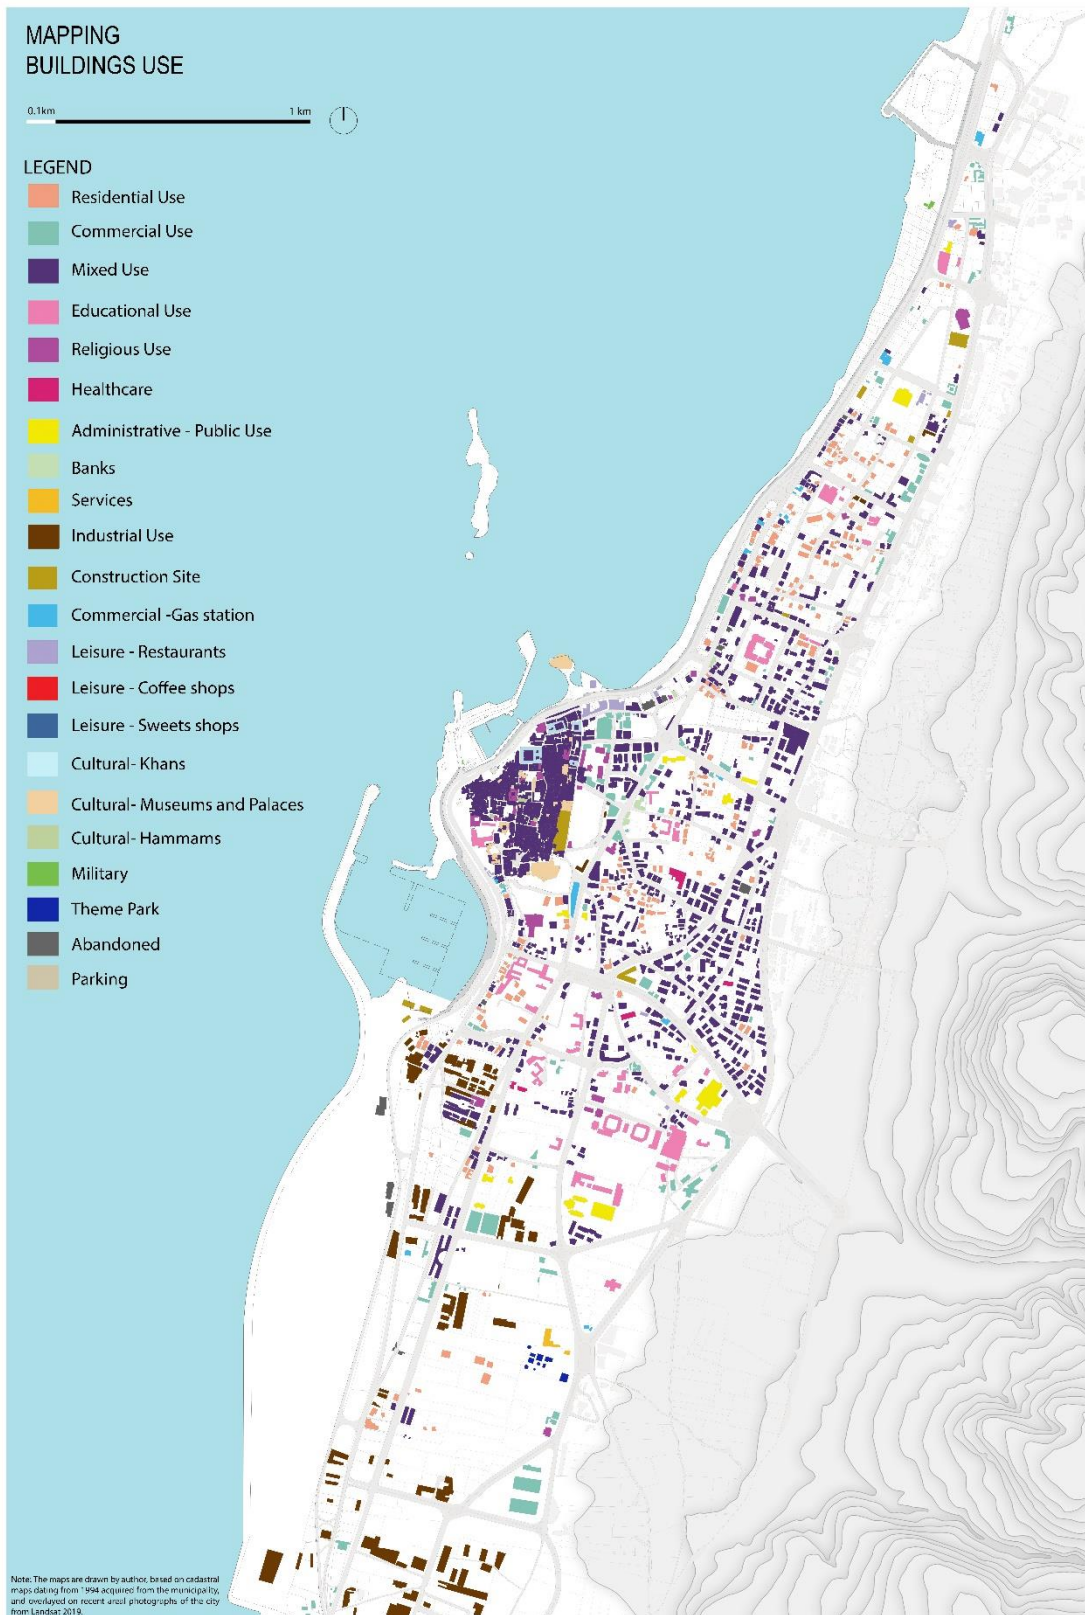 MAPPING
BUILDINGS USE
0.1km 1 km
LEGEND
Residential Use
Commercial Use
Mixed Use
Educational Use
Religious Use
Healthcare
Administrative - Public Use
Banks
Services
Industrial Use
Construction Site
Commercial -Gas station
Leisure - Restaurants
Leisure - Coffee shops
Leisure - Sweets shops
Cultural- Khans
Cultural- Museums and Palaces
Cultural- Hammams
Military
Theme Park
Abandoned
Parking
Note: The maps are drawn by author, based on cadastral
maps dating from 1994 acquired from the municipality,
and overlayed on recent areal photographs of the city
from Landsat 2019.